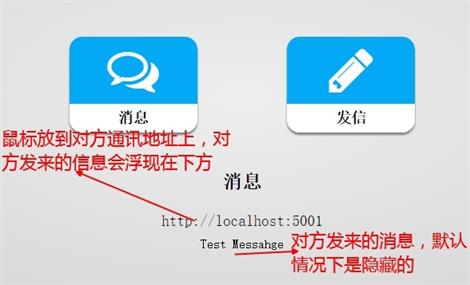 消息
发信
鼠标放到对方通讯地址上，对
方发来的信息会浮现在下方
消息
http://localhost:5001
Test Messahge
对方发来的消息，默认
情况下是隐藏的